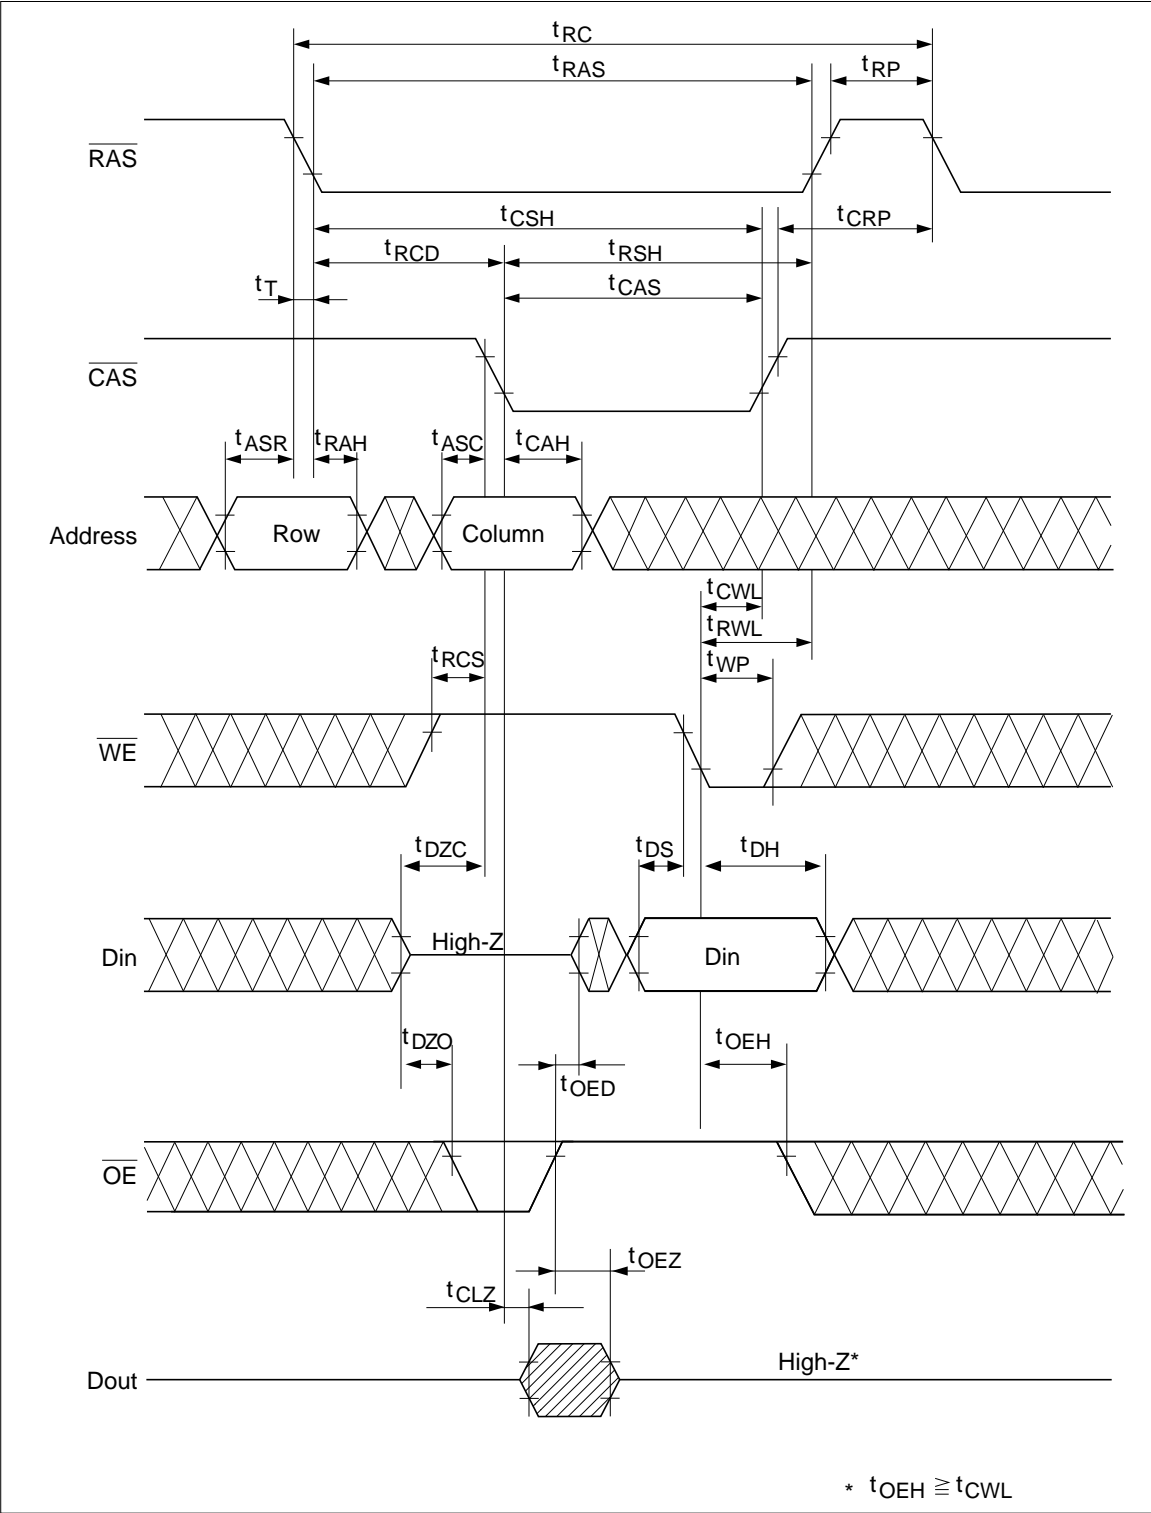 tRC
tRAS tRP
RAS
tCSH tCRP
tRCD tRSH
tT tCAS
CAS
tASR tRAH tASC tCAH
Address Row Column
tCWL
tRWL
tRCS tWP
WE
tDZC tDS tDH
Din High-Z Din
tDZO tOEH
tOED
OE
tOEZ
tCLZ
High-Z*
Dout
* tOEH ≧ tCWL